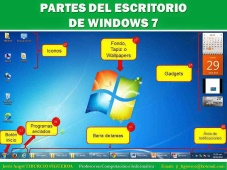 PARTES DEL ESCRITORIO
DE WINDOWS 7
Iconos
Fondo,
Tapiz o
Wallpapers
29
Gadgets
Programas
anclados
Botón
inicio
Barra de tareas
Área de
notificaciones